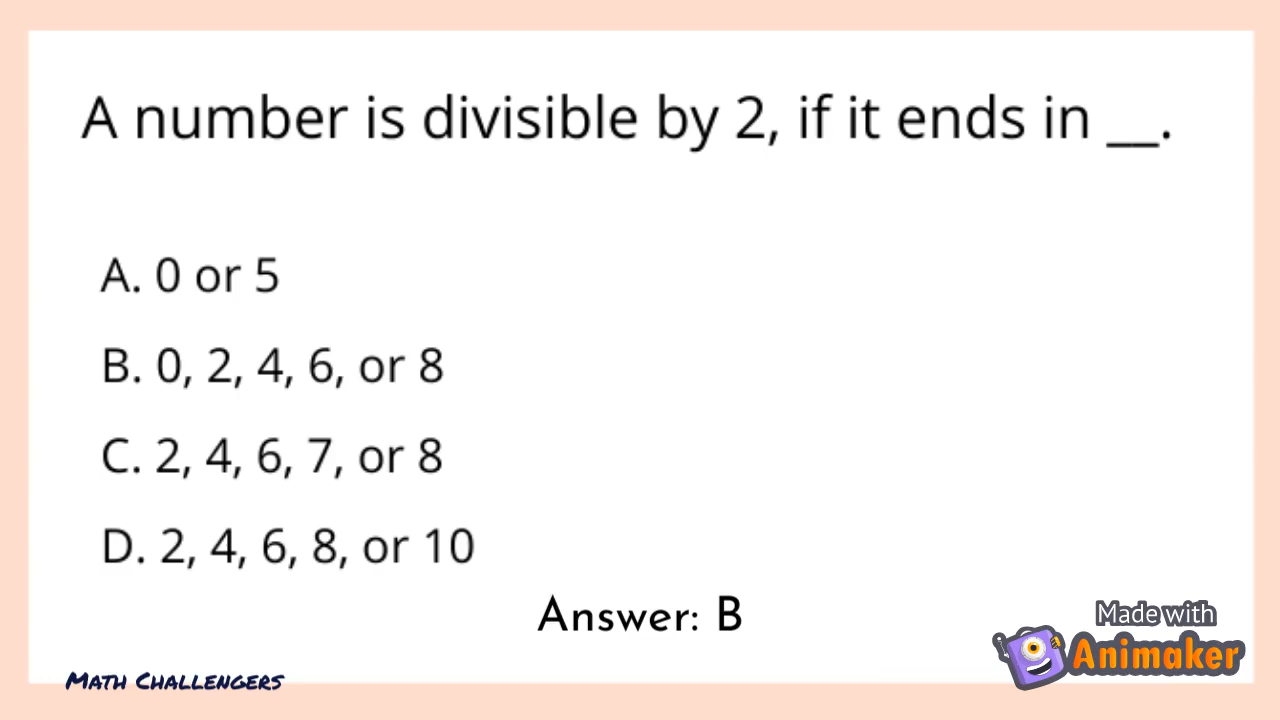 A number is divisible by 2, if it ends in __.
A. 0 or 5
B. 0, 2, 4, 6, or 8
C. 2, 4, 6, 7, or 8
D. 2, 4, 6, 8, or 10
Answer: B
Made with
Animaker
Math Challengers